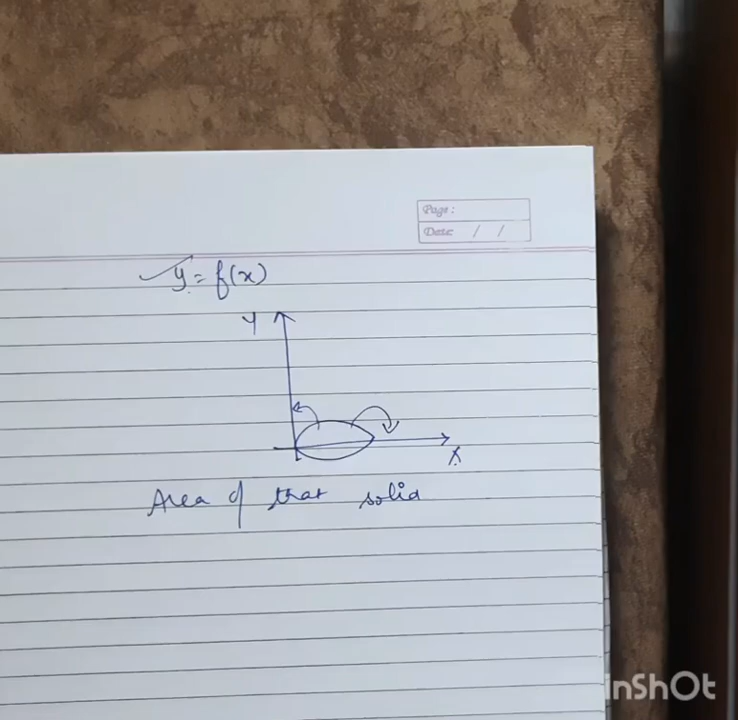 Page :
Date: / /
y = f(x)
Y
X
Area of that solid
InShOt